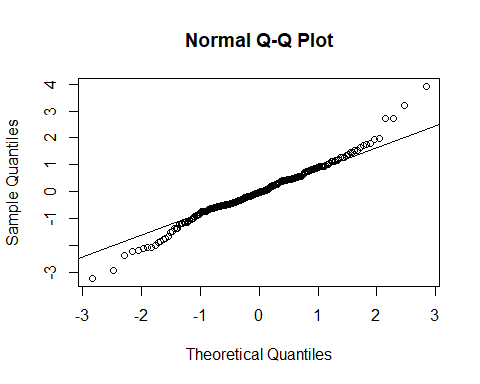 Normal Q-Q Plot
Sample Quantiles
4
3
2
1
0
-1
-3
-3 -2 -1 0 1 2 3
Theoretical Quantiles